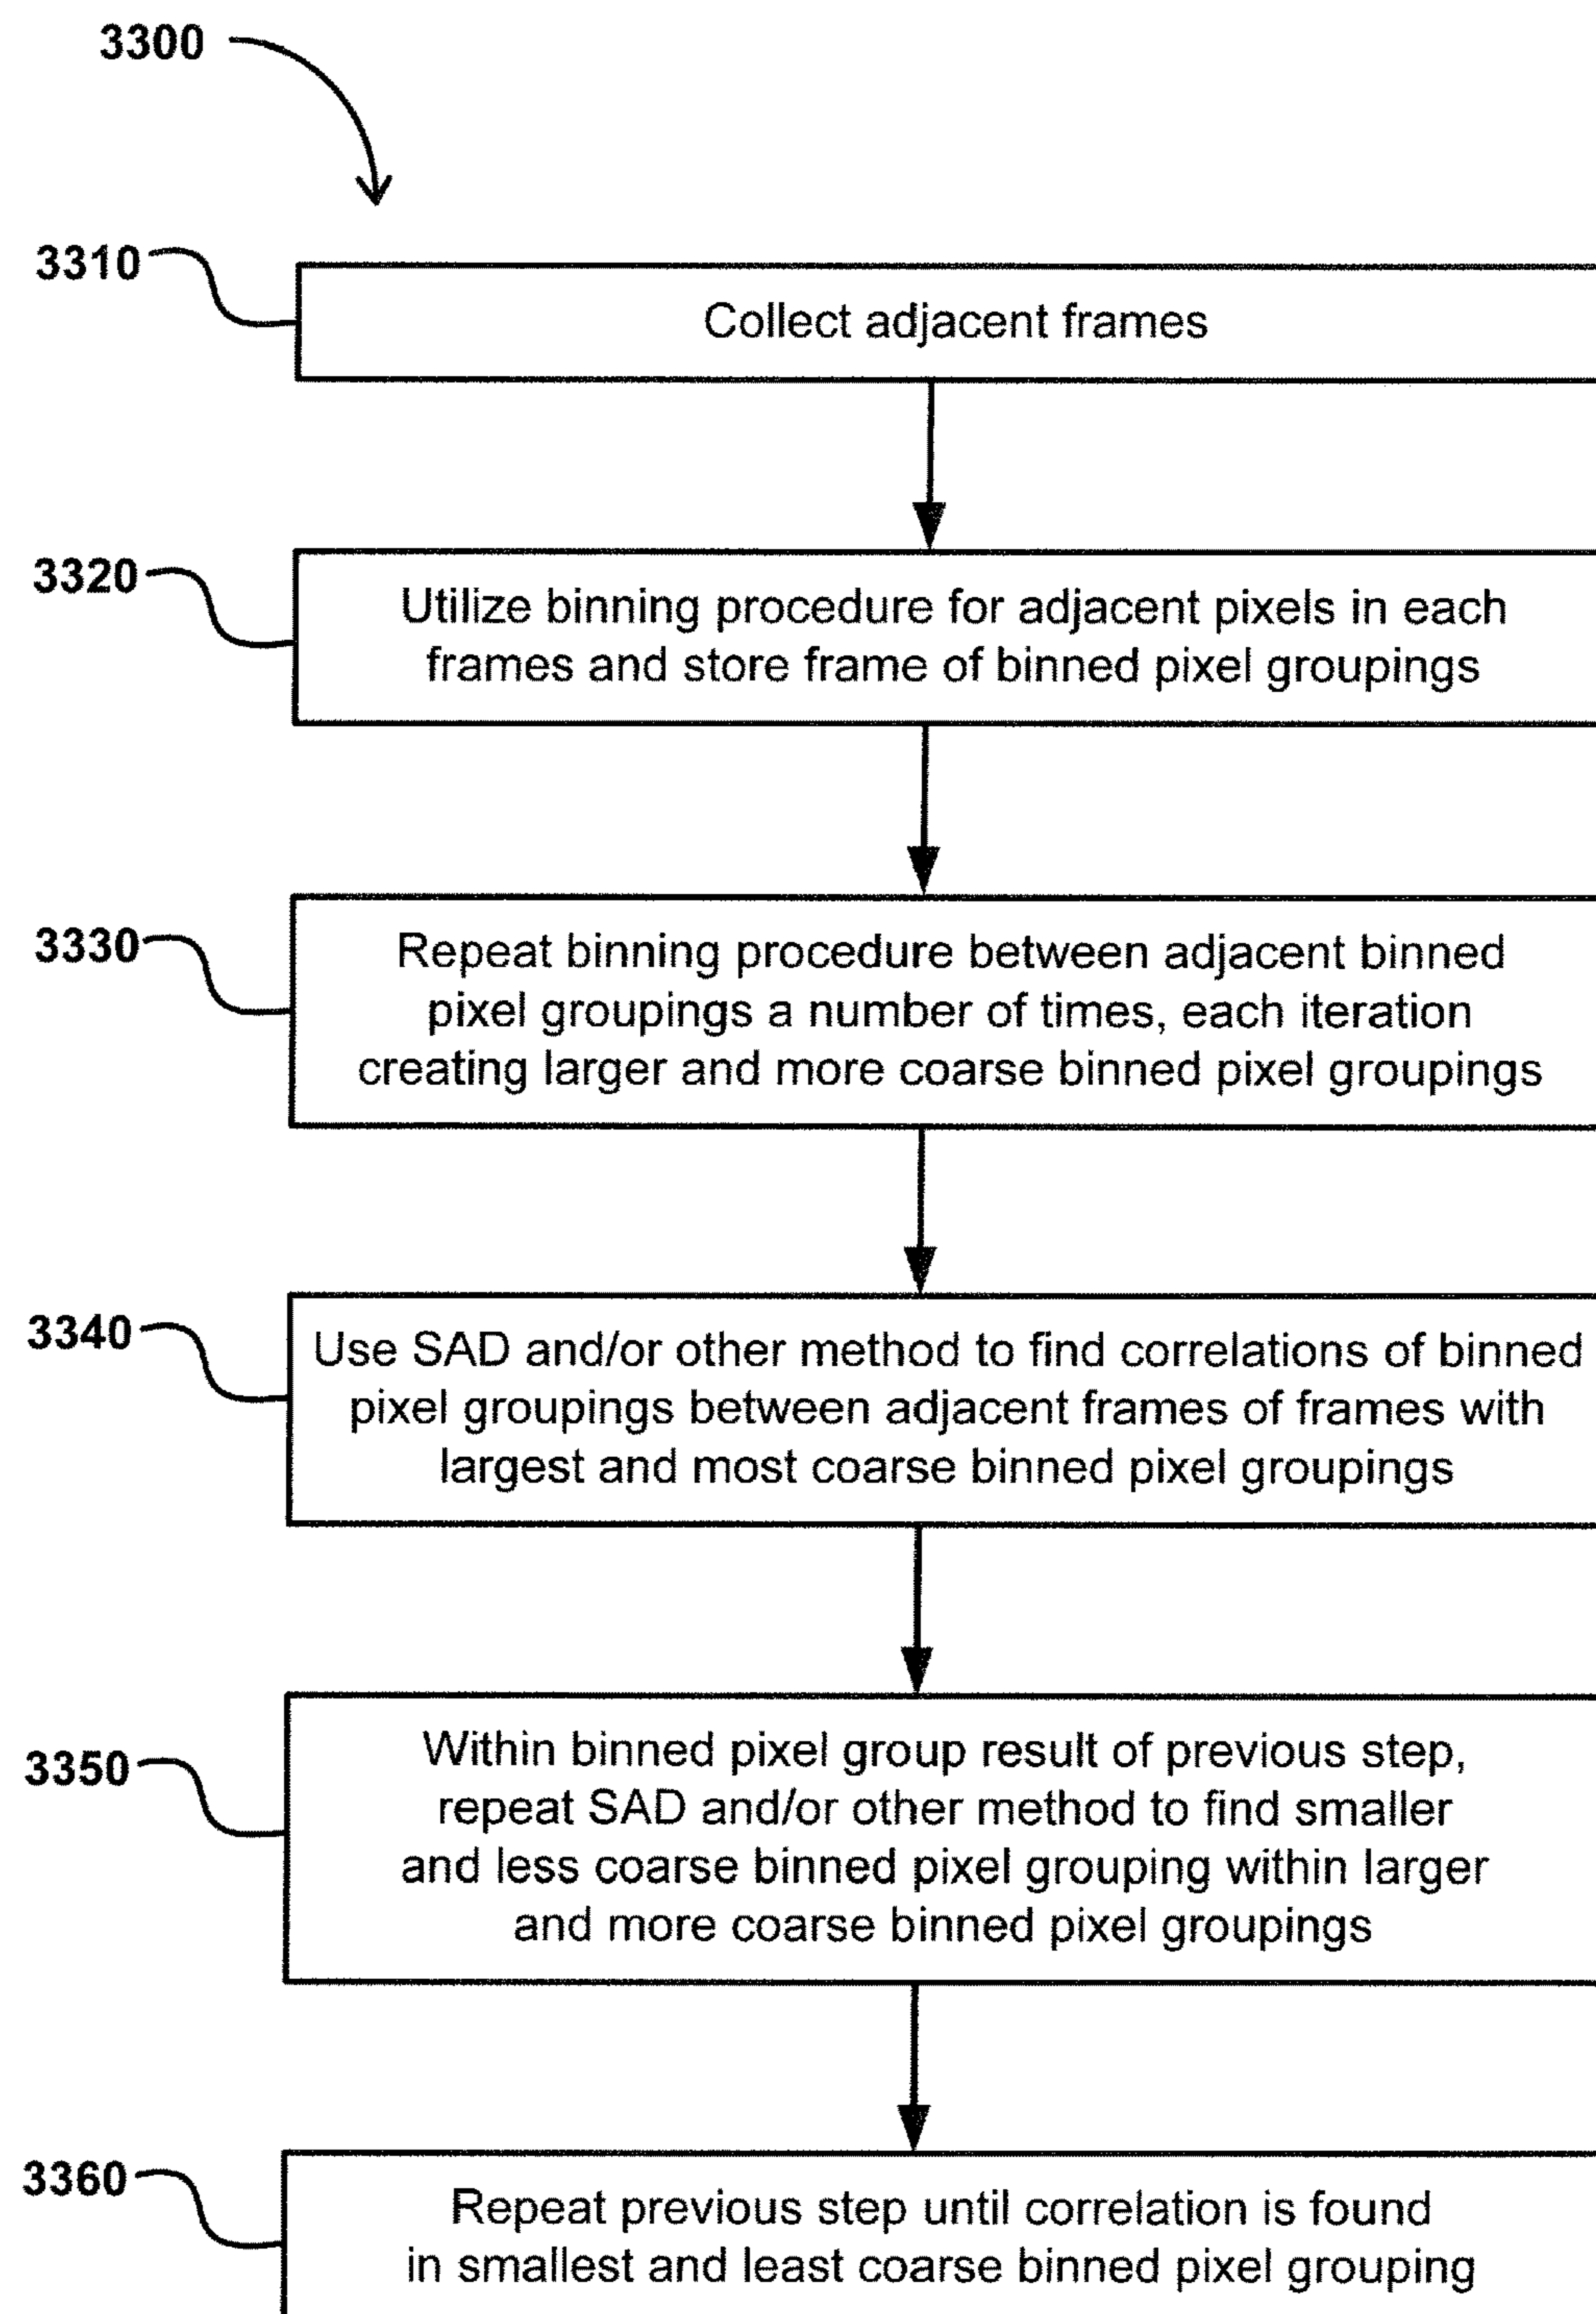 3300
3310
Collect adjacent frames
3320
Utilize binning procedure for adjacent pixels in each
frames and store frame of binned pixel groupings
3330
Repeat binning procedure between adjacent binned
pixel groupings a number of times, each iteration
creating larger and more coarse binned pixel groupings
3340
Use SAD and/or other method to find correlations of binned
pixel groupings between adjacent frames of frames with
largest and most coarse binned pixel groupings
3350
Within binned pixel group result of previous step,
repeat SAD and/or other method to find smaller
and less coarse binned pixel grouping within larger
and more coarse binned pixel groupings
3360
Repeat previous step until correlation is found
in smallest and least coarse binned pixel grouping